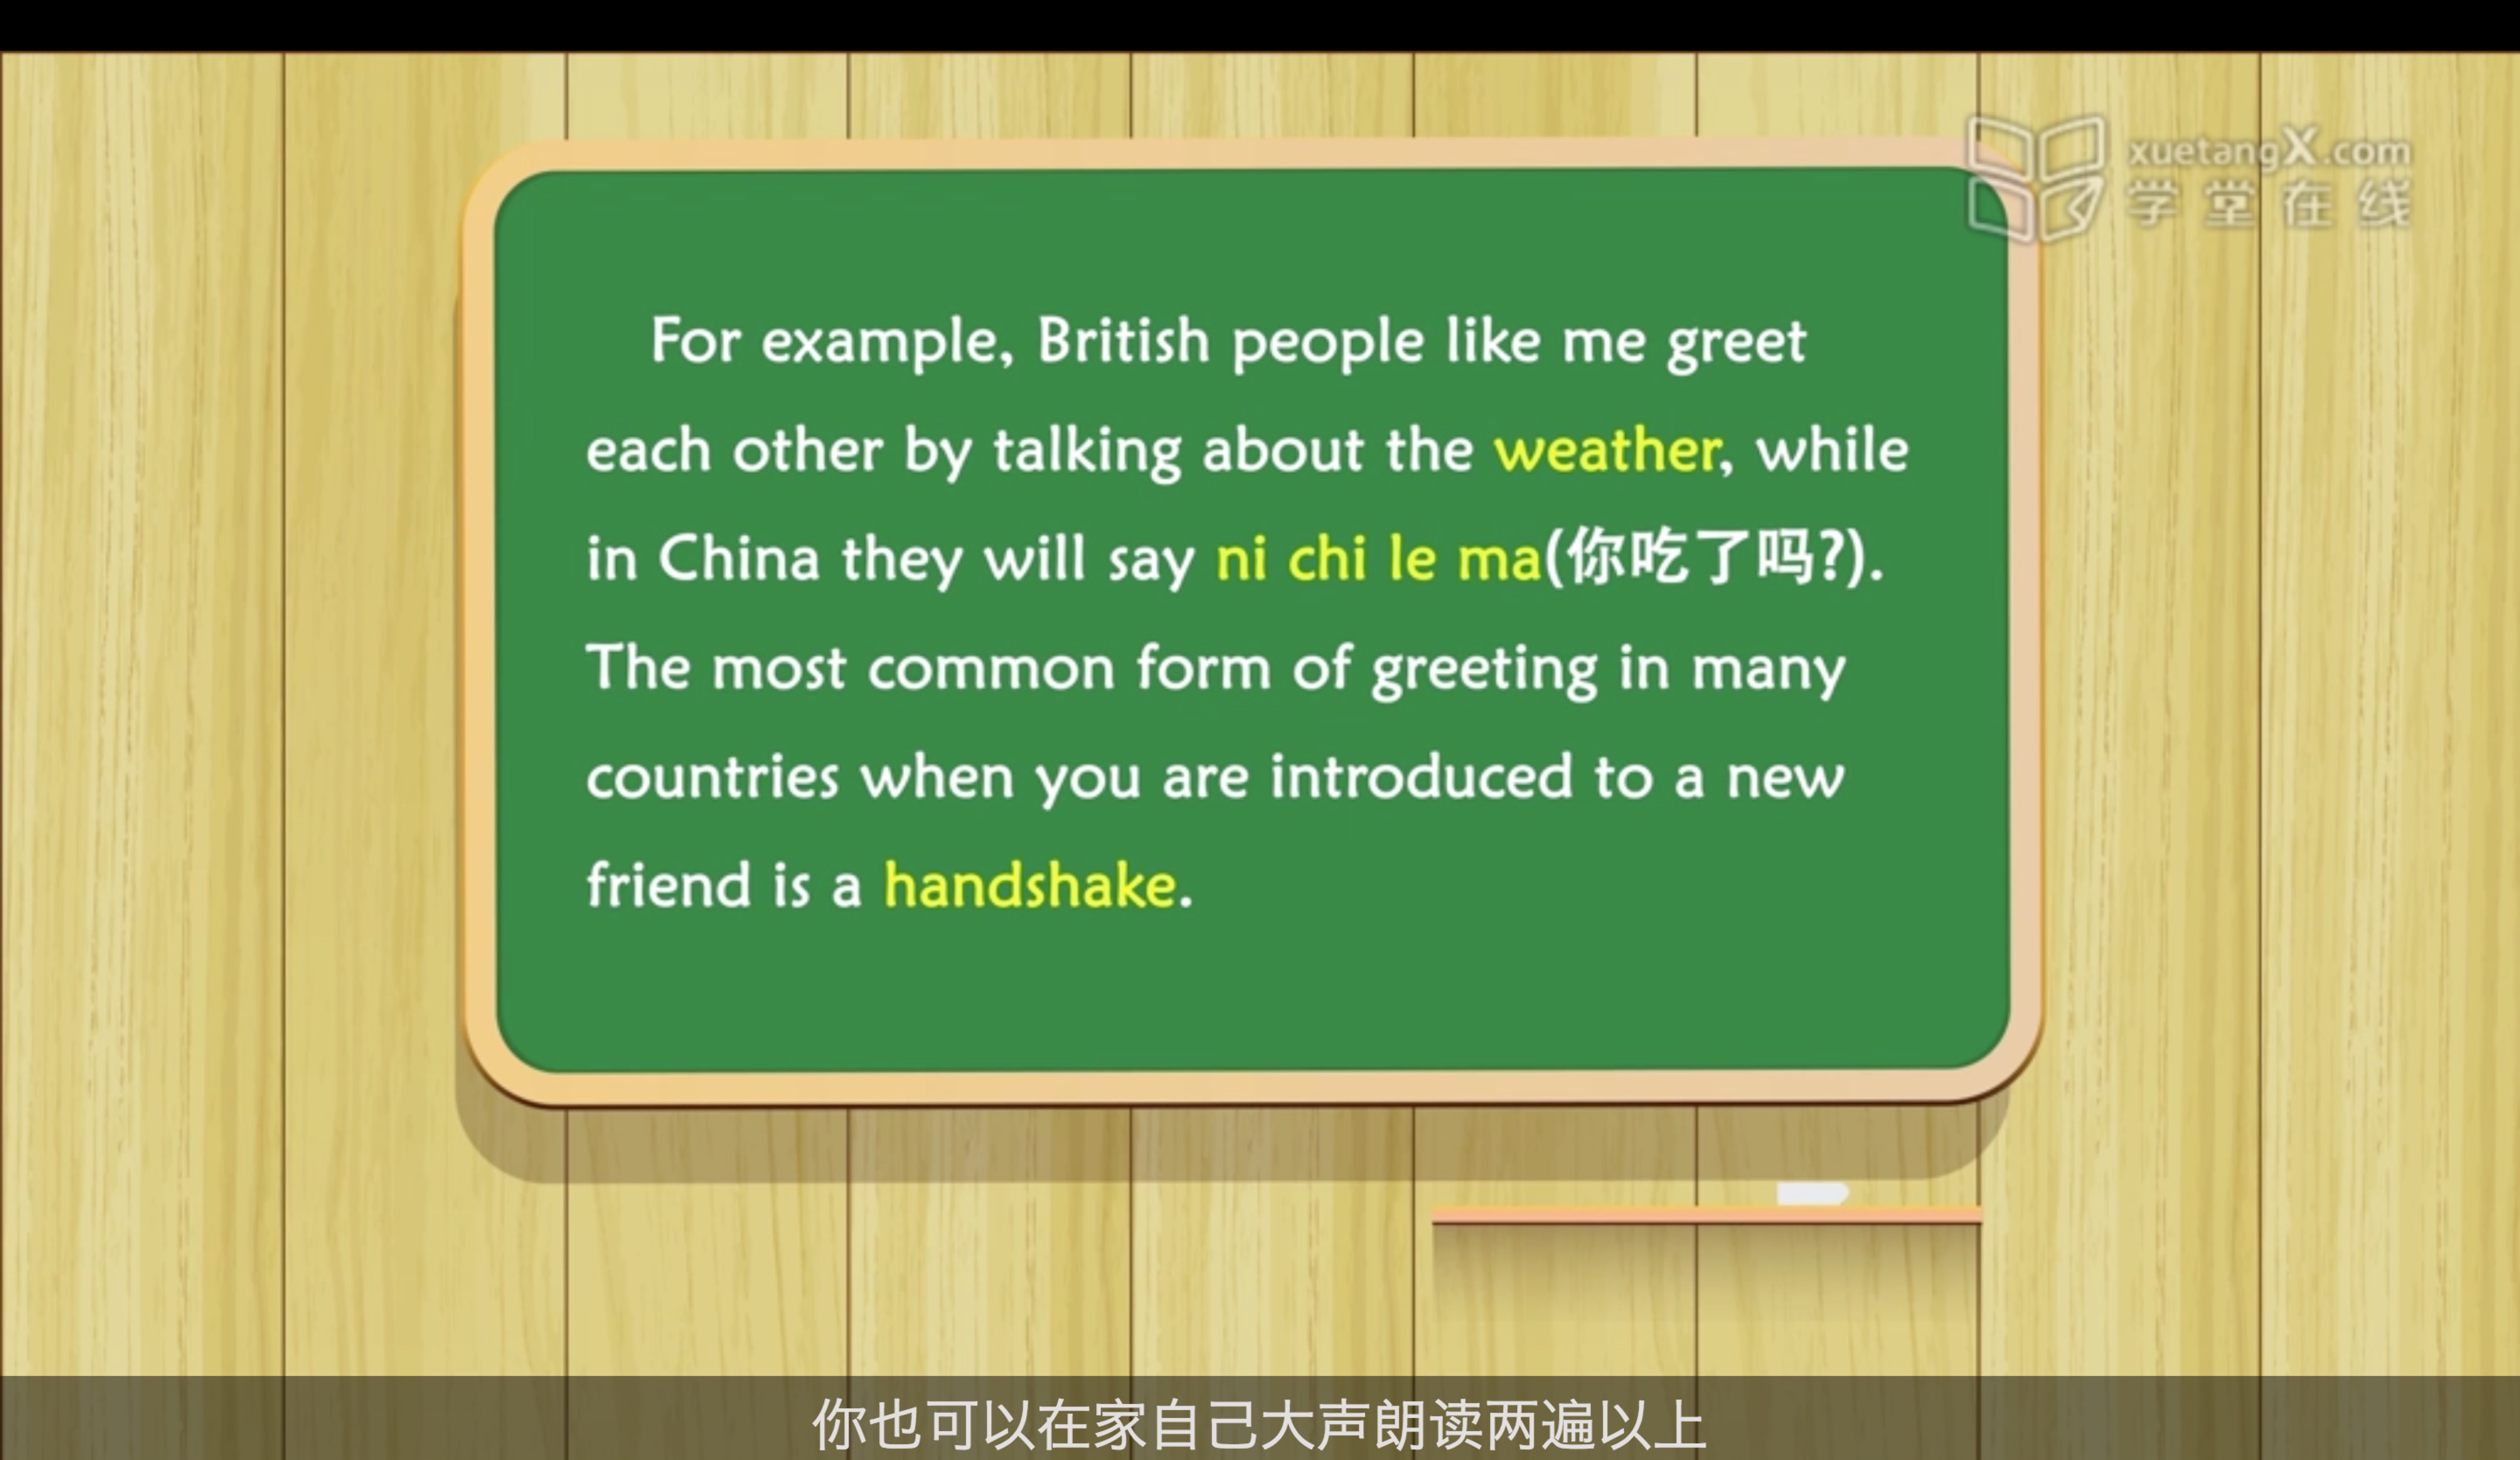 xuetangX.com
学堂在线
For example, British people like me greet
each other by talking about the weather, while
in China they will say ni chi le ma(你吃了吗?).
The most common form of greeting in many
countries when you are introduced to a new
friend is a handshake.
你也可以在家自己大声朗读两遍以上